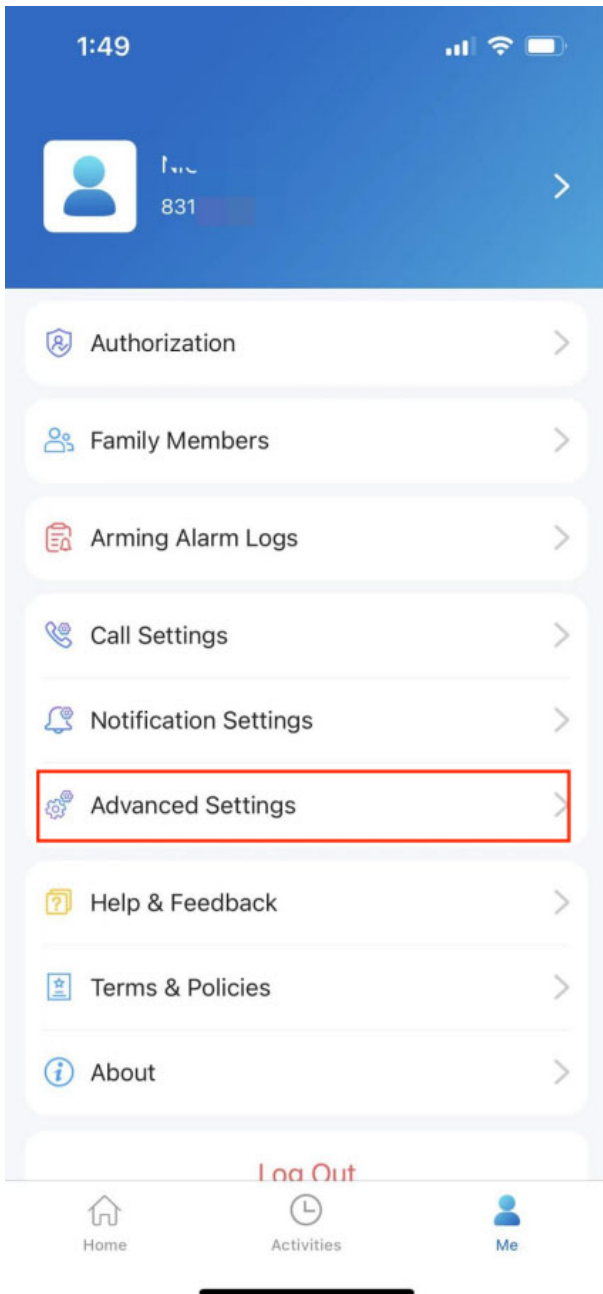 1:49
831
Authorization
Family Members
Arming Alarm Logs
Call Settings
Notification Settings
Advanced Settings
Help & Feedback
Terms & Policies
About
Log Out
Home
Activities
Me